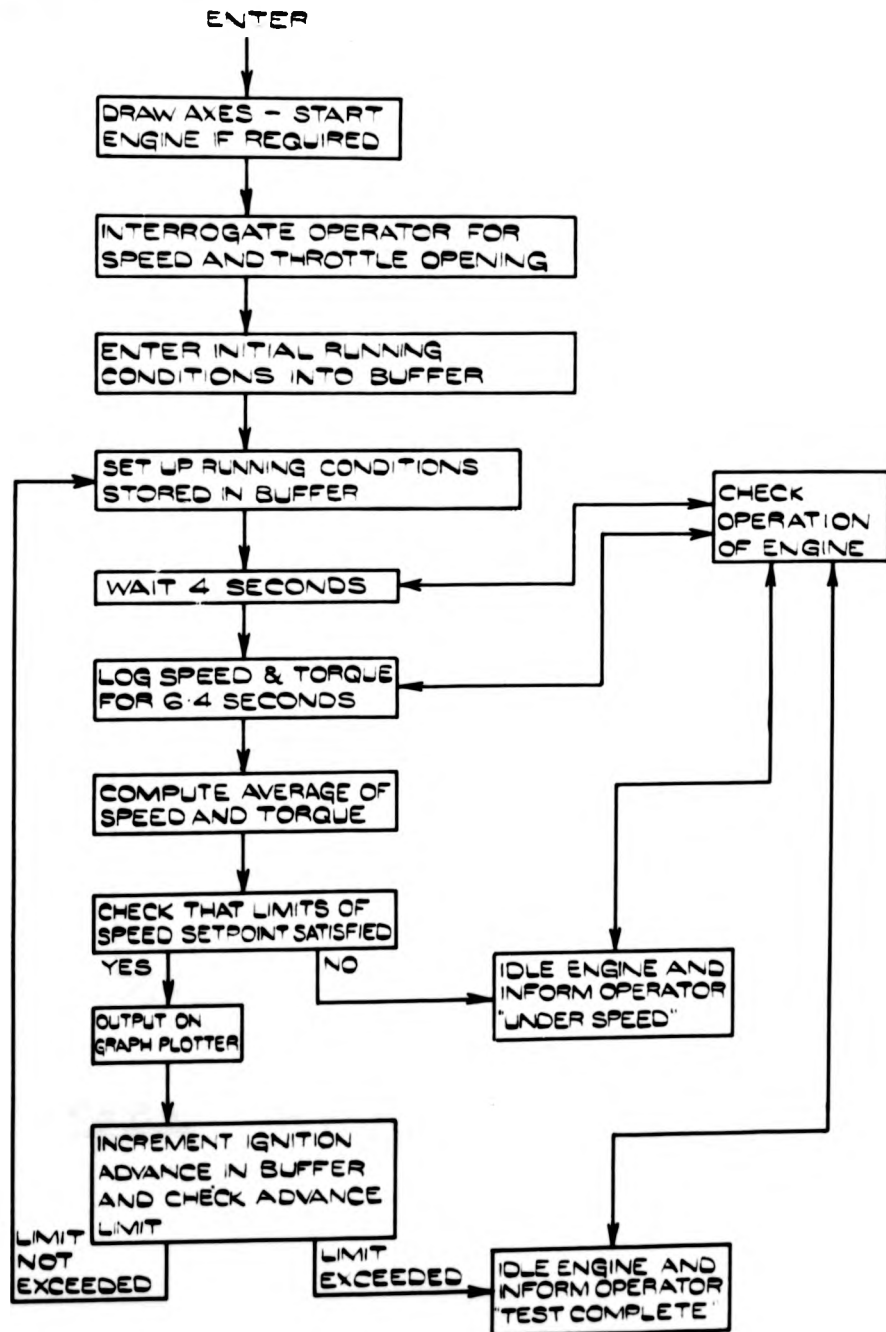 ENTER
DRAW AXES - START
ENGINE IF REQUIRED
INTERROGATE OPERATOR FOR
SPEED AND THROTTLE OPENING
ENTER INITIAL RUNNING
CONDITIONS INTO BUFFER
SET UP RUNNING CONDITIONS
STORED IN BUFFER
CHECK
OPERATION
OF ENGINE
WAIT 4 SECONDS
LOG SPEED & TORQUE
FOR 6·4 SECONDS
COMPUTE AVERAGE OF
SPEED AND TORQUE
CHECK THAT LIMITS OF
SPEED SETPOINT SATISFIED
YES
NO
IDLE ENGINE AND
INFORM OPERATOR
"UNDER SPEED"
OUTPUT ON
GRAPH PLOTTER
INCREMENT IGNITION
ADVANCE IN BUFFER
AND CHECK ADVANCE
LIMIT
LIMIT
NOT
EXCEEDED
LIMIT
EXCEEDED
IDLE ENGINE AND
INFORM OPERATOR
"TEST COMPLETE"